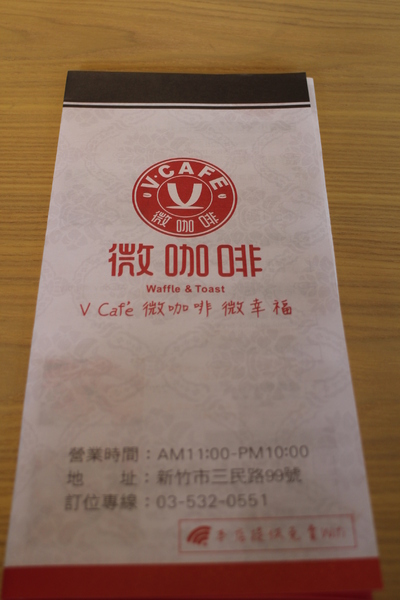 V·CAFE
V
微咖啡
微咖啡
Waffle & Toast
V Café 微咖啡 微幸福
營業時間：AM11:00-PM10:00
地　　址：新竹市三民路99號
訂位專線：03-532-0551
本店提供免費Wifi